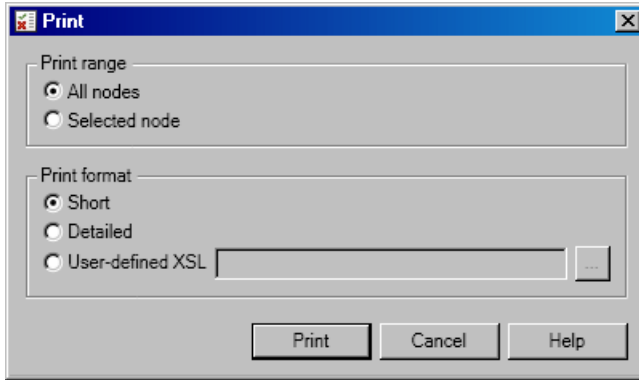 Print
Print range
All nodes
Selected node
Print format
Short
Detailed
User-defined XSL
...
Print Cancel Help